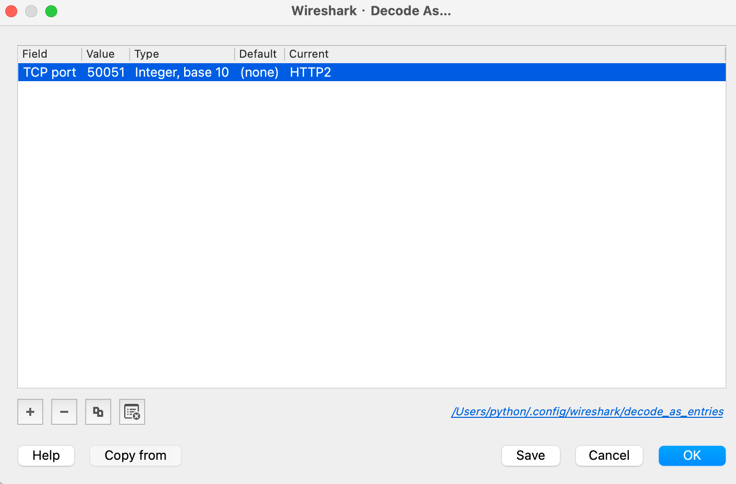 Wireshark · Decode As...
Field Value Type Default Current
TCP port 50051 Integer, base 10 (none) HTTP2
/Users/python/.config/wireshark/decode_as_entries
Help Copy from Save Cancel OK